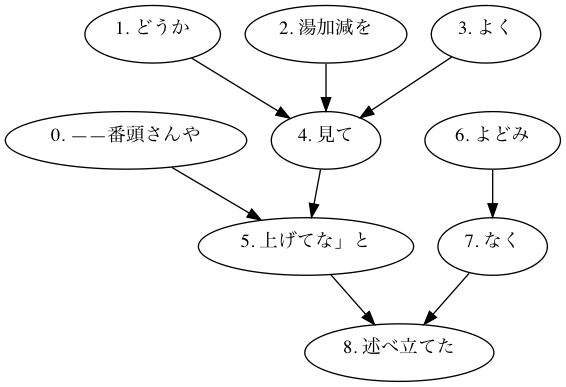 1. どうか
2. 湯加減を
3. よく
0. ――番頭さんや
4. 見て
6. よどみ
5. 上げてな」と
7. なく
8. 述べ立てた